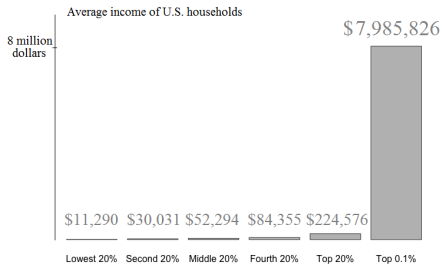 Average income of U.S. households
$7,985,826
8 million
dollars
$11,290 $30,031 $52,294 $84,355 $224,576
Lowest 20% Second 20% Middle 20% Fourth 20% Top 20% Top 0.1%